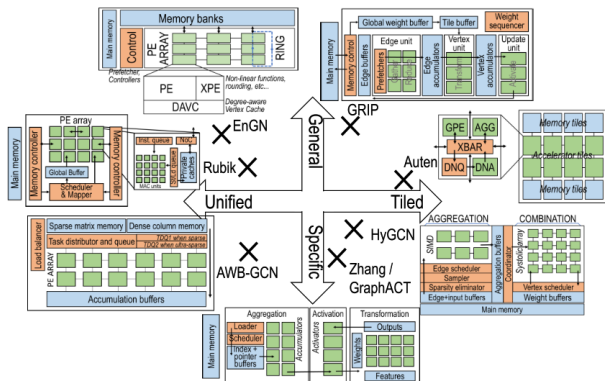 Main memory
Control
Prefetcher,
Controllers
Memory banks
PE
ARRAY
RING
PE
XPE
DAVC
Non-linear functions,
rounding, etc...
Degree-aware
Vertex Cache
Main memory
Memory control
Global weight buffer
Tile buffer
Weight
sequencer
Edge buffers
Edge unit
Prefetchers
Edge
accumulators
Vertex
unit
Vertex
accumulators
Update
unit
Main memory
PE array
Memory controller
Global Buffer
Scheduler
& Mapper
Memory controller
Inst. queue
NoC
MAC units
Private
caches
EnGN
Rubik
GRIP
Auten
General
Unified
Tiled
Specific
GPE
AGG
XBAR
DNQ
DNA
Memory tiles
Accelerator tiles
Memory tiles
Load balancer
Sparse matrix memory
Dense column memory
Task distributor and queue
TDQ1 when sparse
TDQ2 when ultra-sparse
PE ARRAY
Accumulation buffers
AWB-GCN
HyGCN
Zhang /
GraphACT
AGGREGATION
COMBINATION
SIMD
Edge scheduler
Sampler
Sparsity eliminator
Edge+input buffers
Aggregation buffers
Coordinator
Systolic array
Vertex scheduler
Weight buffers
Main memory
Main memory
Aggregation
Loader
Scheduler
Index +
pointer
buffers
Accumulators
Activation
Activators
Transformation
Outputs
Weights
Features